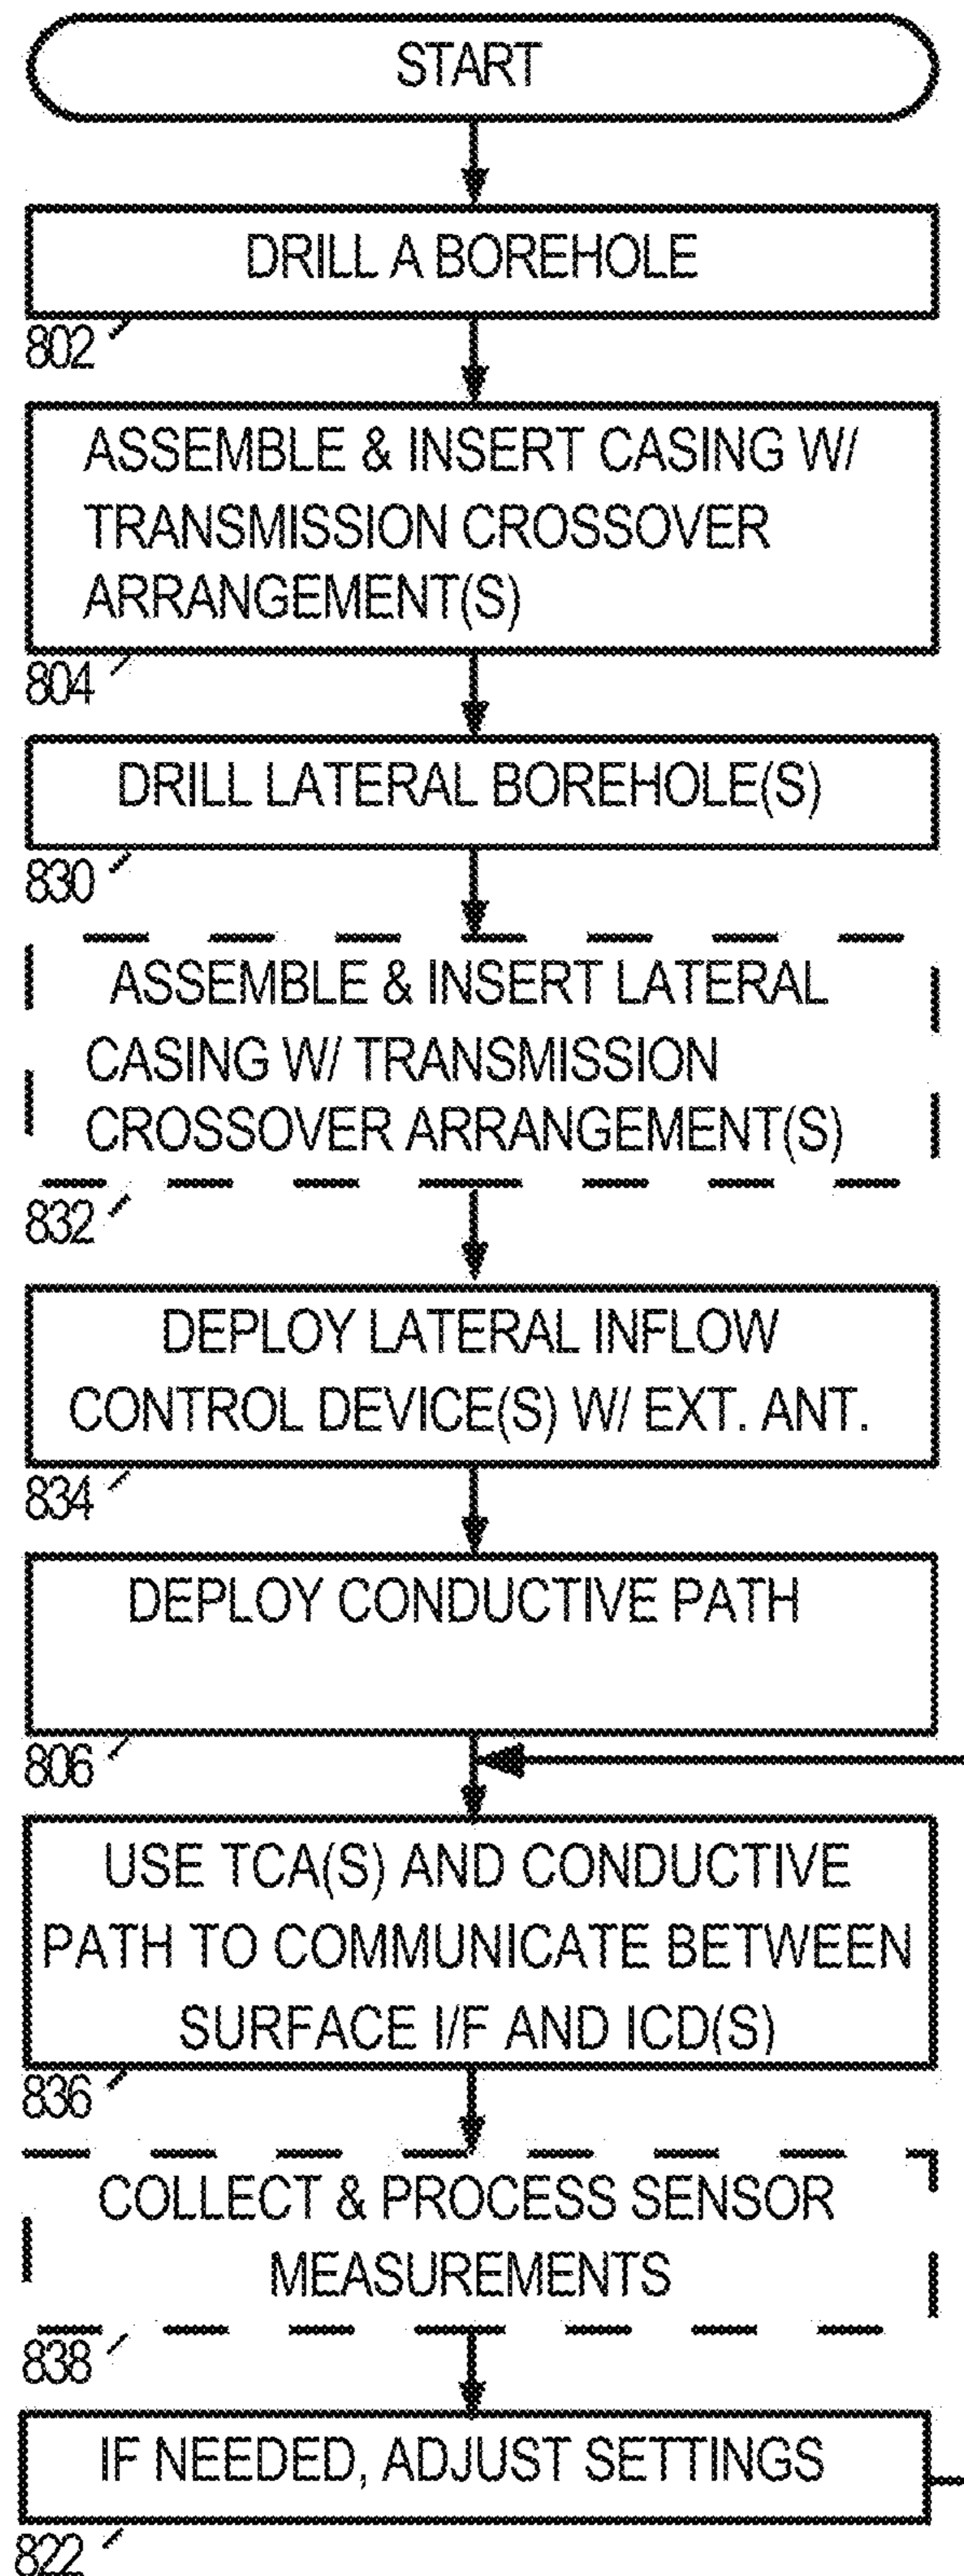 START
DRILL A BOREHOLE
802
ASSEMBLE & INSERT CASING W/
TRANSMISSION CROSSOVER
ARRANGEMENT(S)
804
DRILL LATERAL BOREHOLE(S)
830
ASSEMBLE & INSERT LATERAL
CASING W/ TRANSMISSION
CROSSOVER ARRANGEMENT(S)
832
DEPLOY LATERAL INFLOW
CONTROL DEVICE(S) W/ EXT. ANT.
834
DEPLOY CONDUCTIVE PATH
806
USE TCA(S) AND CONDUCTIVE
PATH TO COMMUNICATE BETWEEN
SURFACE I/F AND ICD(S)
836
COLLECT & PROCESS SENSOR
MEASUREMENTS
838
IF NEEDED, ADJUST SETTINGS
822